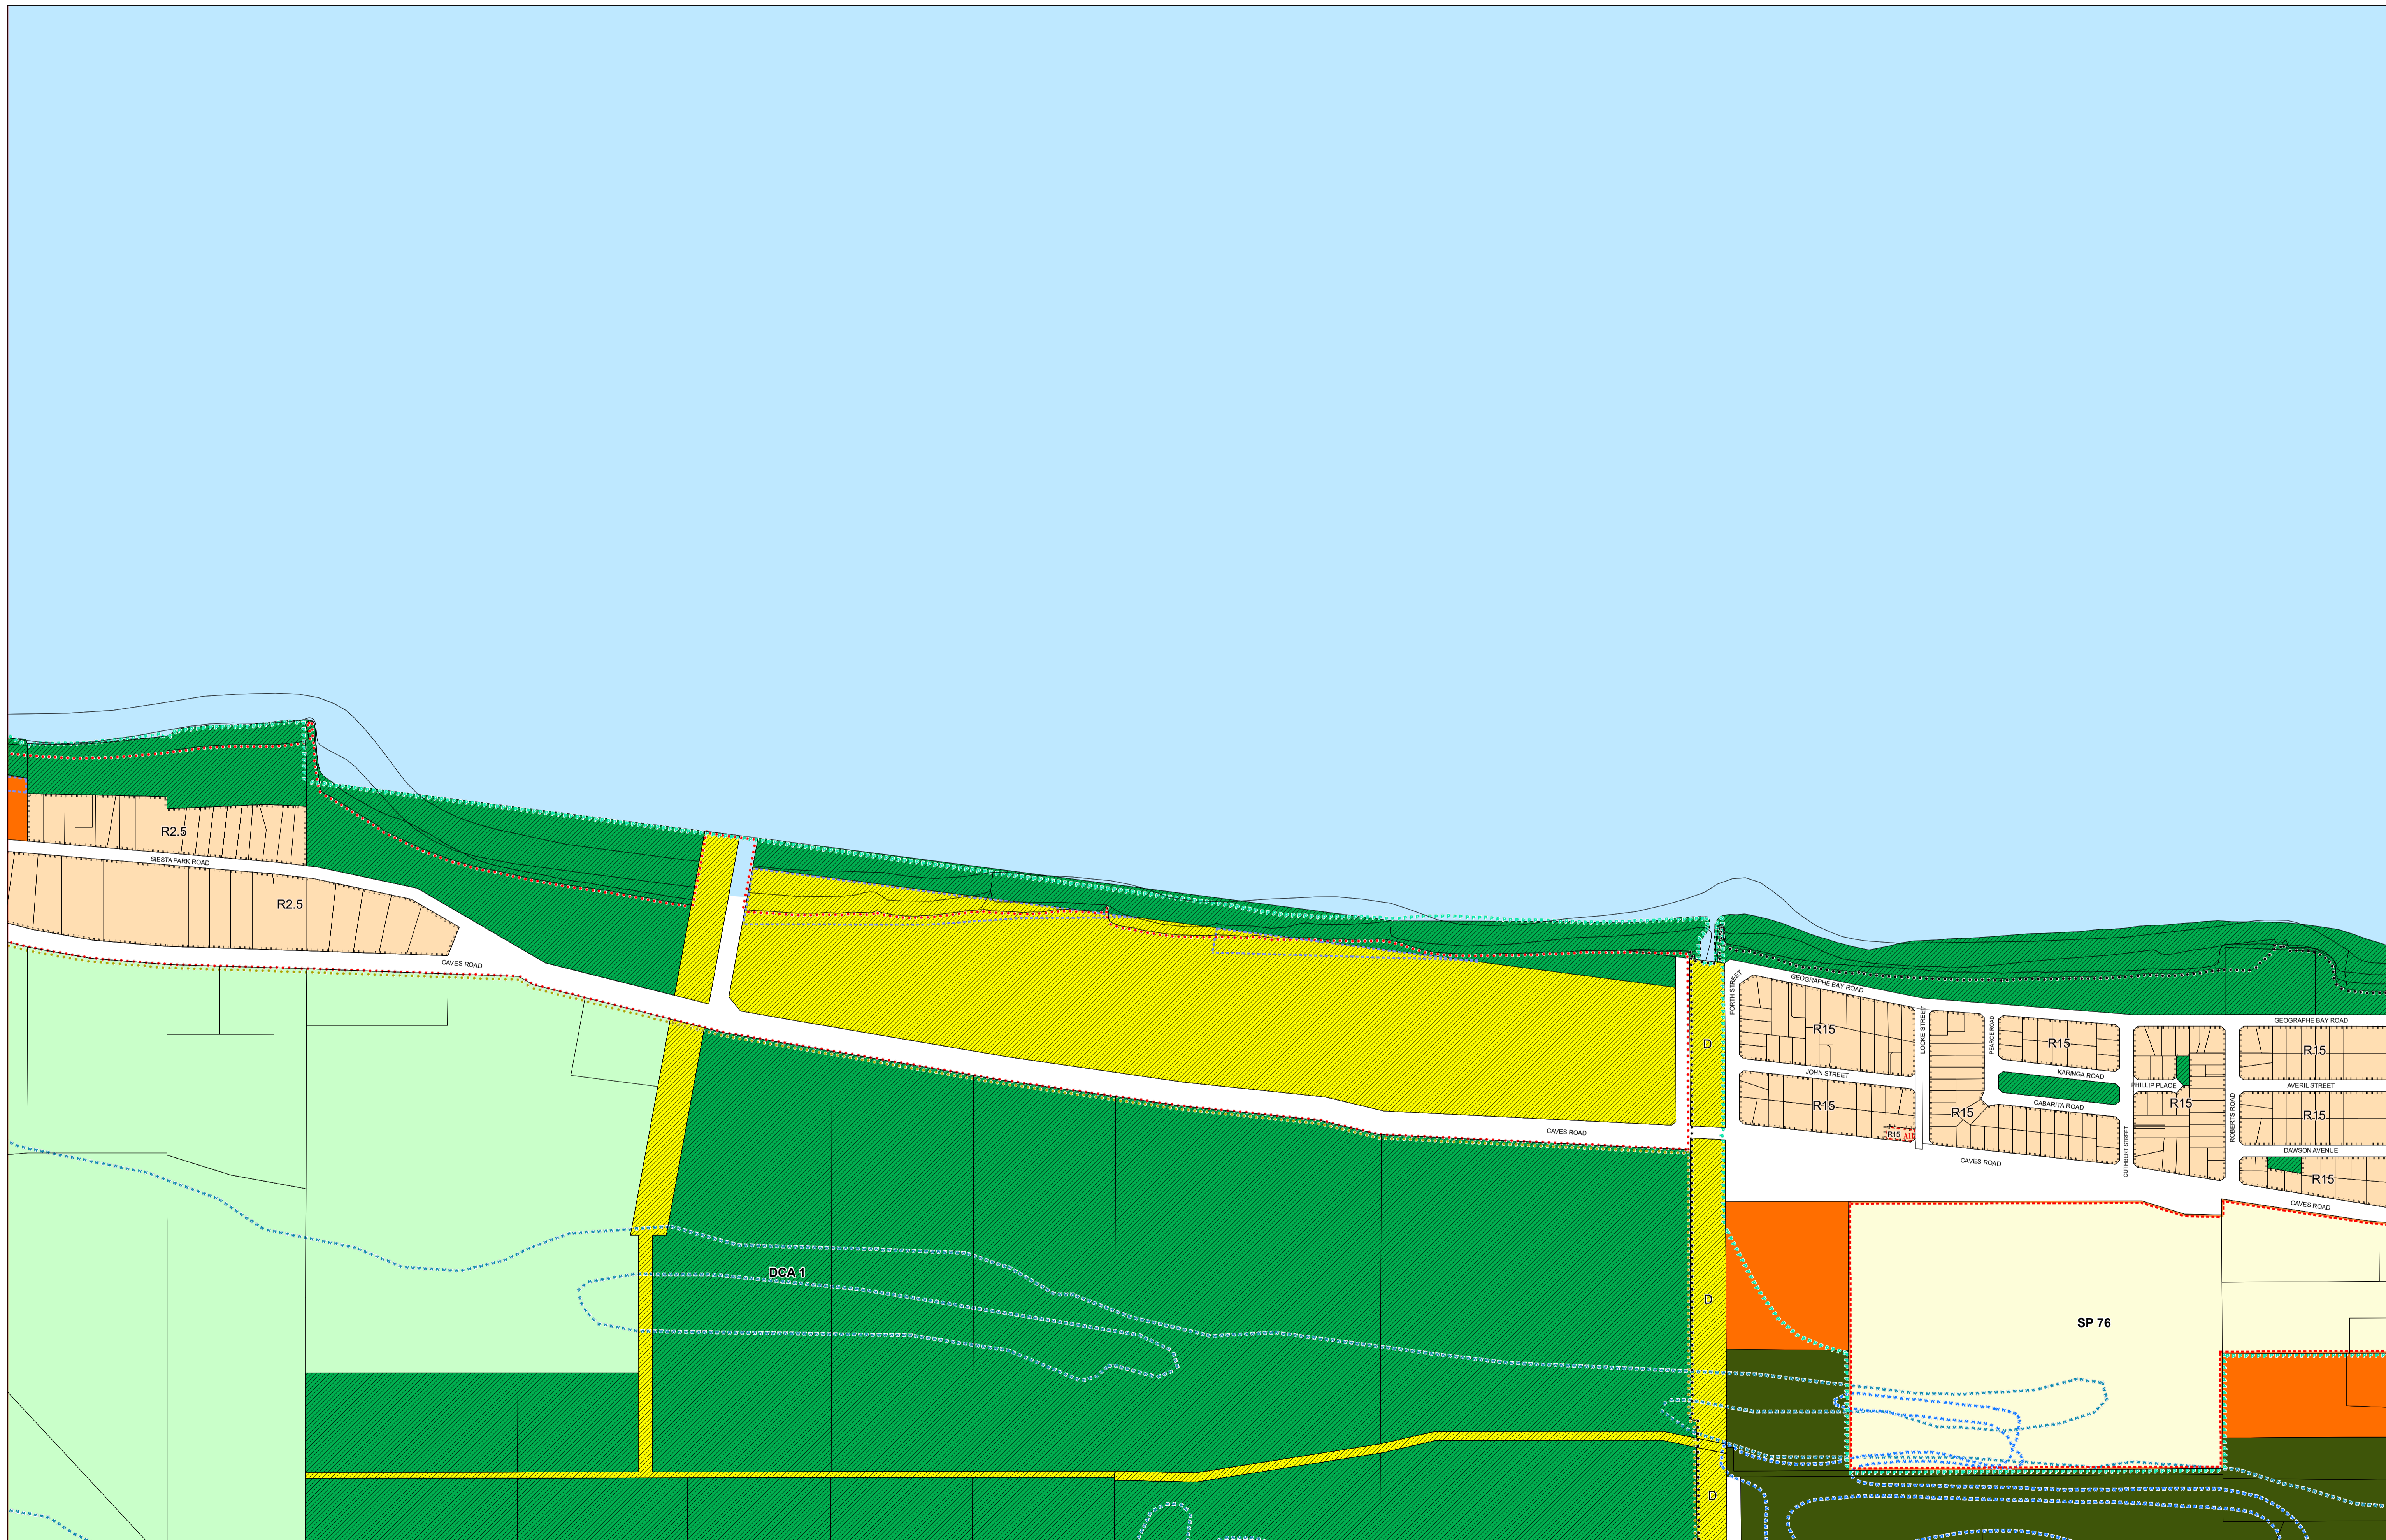 R2.5
SIESTA PARK ROAD
R2.5
CAVES ROAD
FORTH STREET
GEOGRAPHE BAY ROAD
LOCKE STREET
PEARCE ROAD
GEOGRAPHE BAY ROAD
R15
D
R15
R15
JOHN STREET
KARINGA ROAD
PHILLIP PLACE
AVERIL STREET
R15
CABARITA ROAD
R15
R15
R15
ROBERTS ROAD
CAVES ROAD
R15 A11
CUTHBERT STREET
DAWSON AVENUE
CAVES ROAD
R15
CAVES ROAD
DCA 1
D
SP 76
D